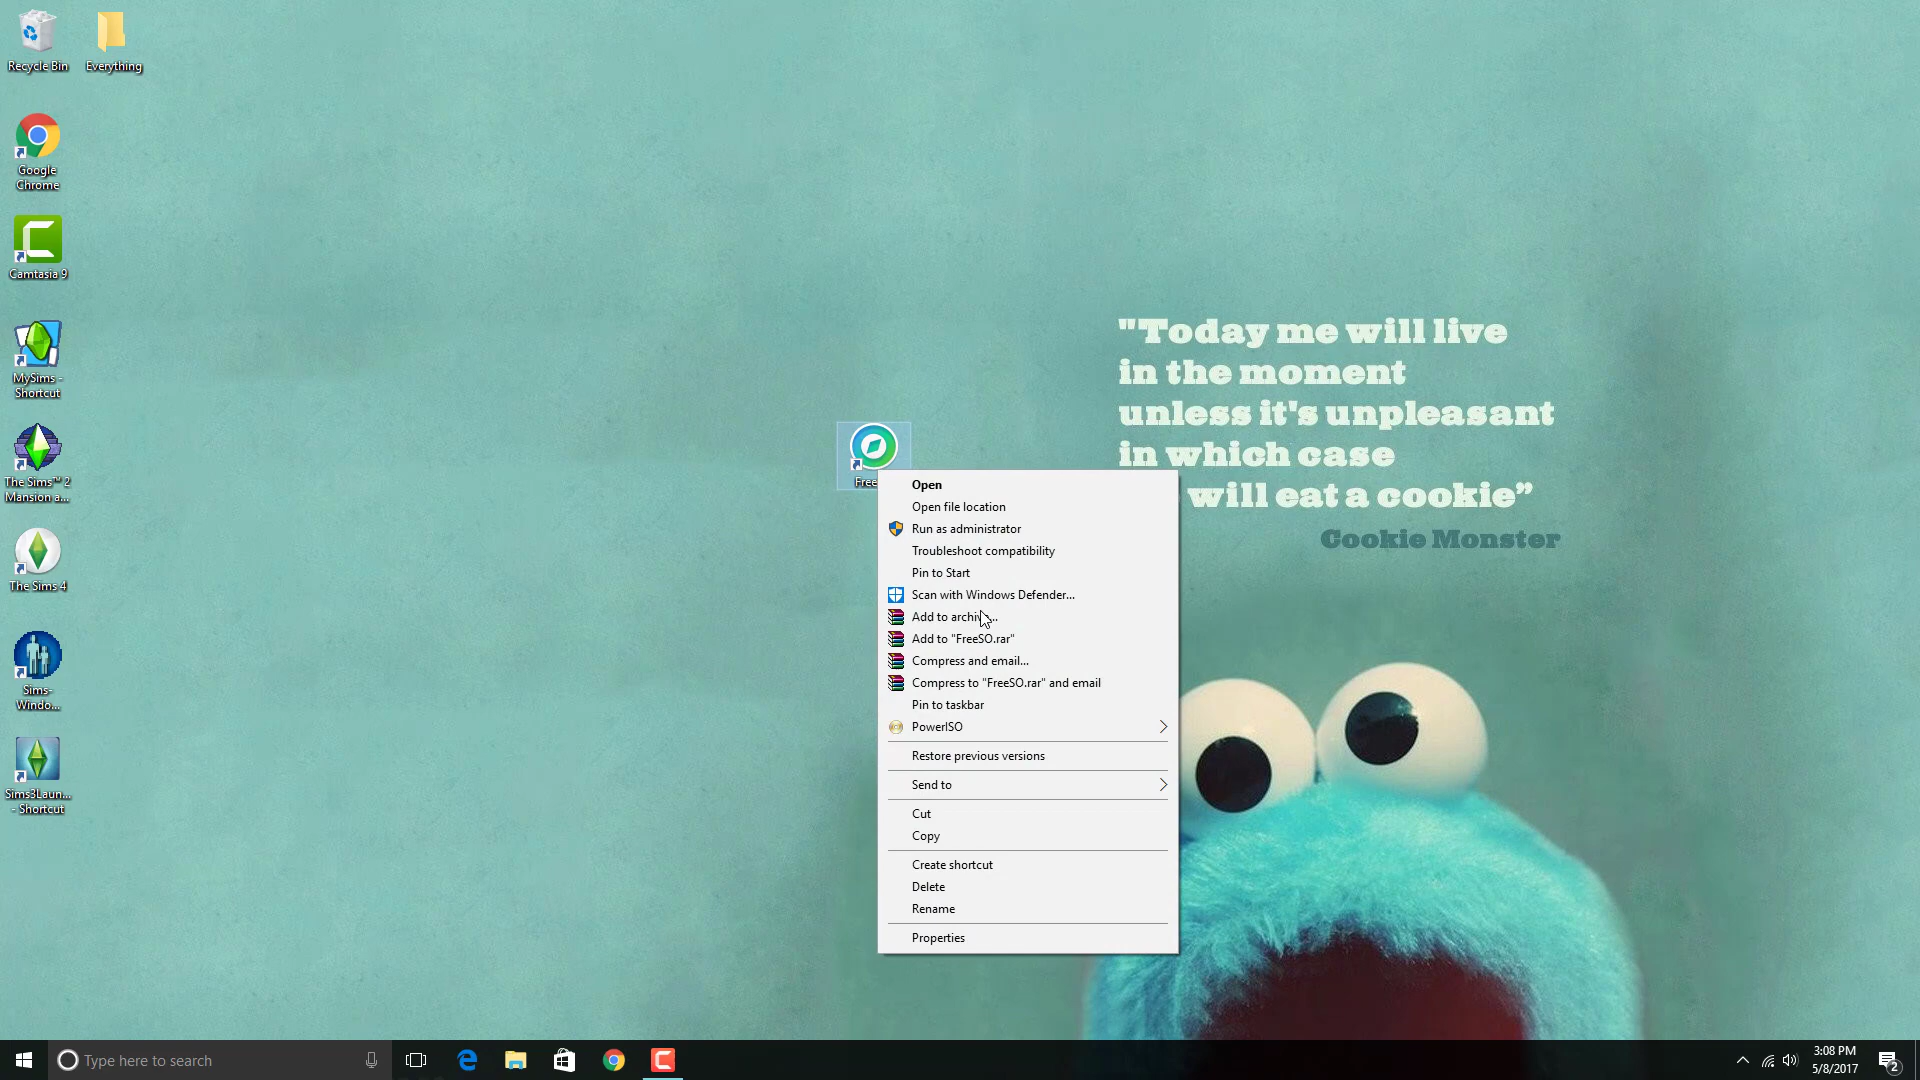 Recycle Bin
Everything
Google
Chrome
Camtasia 9
MySims -
Shortcut
The Sims™ 2
Mansion a...
The Sims 4
Sims-
Windo...
Sims3Laun...
- Shortcut
"Today me will live
in the moment
unless it's unpleasant
in which case
will eat a cookie”
Cookie Monster
Free
Open
Open file location
Run as administrator
Troubleshoot compatibility
Pin to Start
Scan with Windows Defender...
Add to archiv...
Add to "FreeSO.rar"
Compress and email...
Compress to "FreeSO.rar" and email
Pin to taskbar
PowerISO
Restore previous versions
Send to
Cut
Copy
Create shortcut
Delete
Rename
Properties
Type here to search
3:08 PM
5/8/2017
2